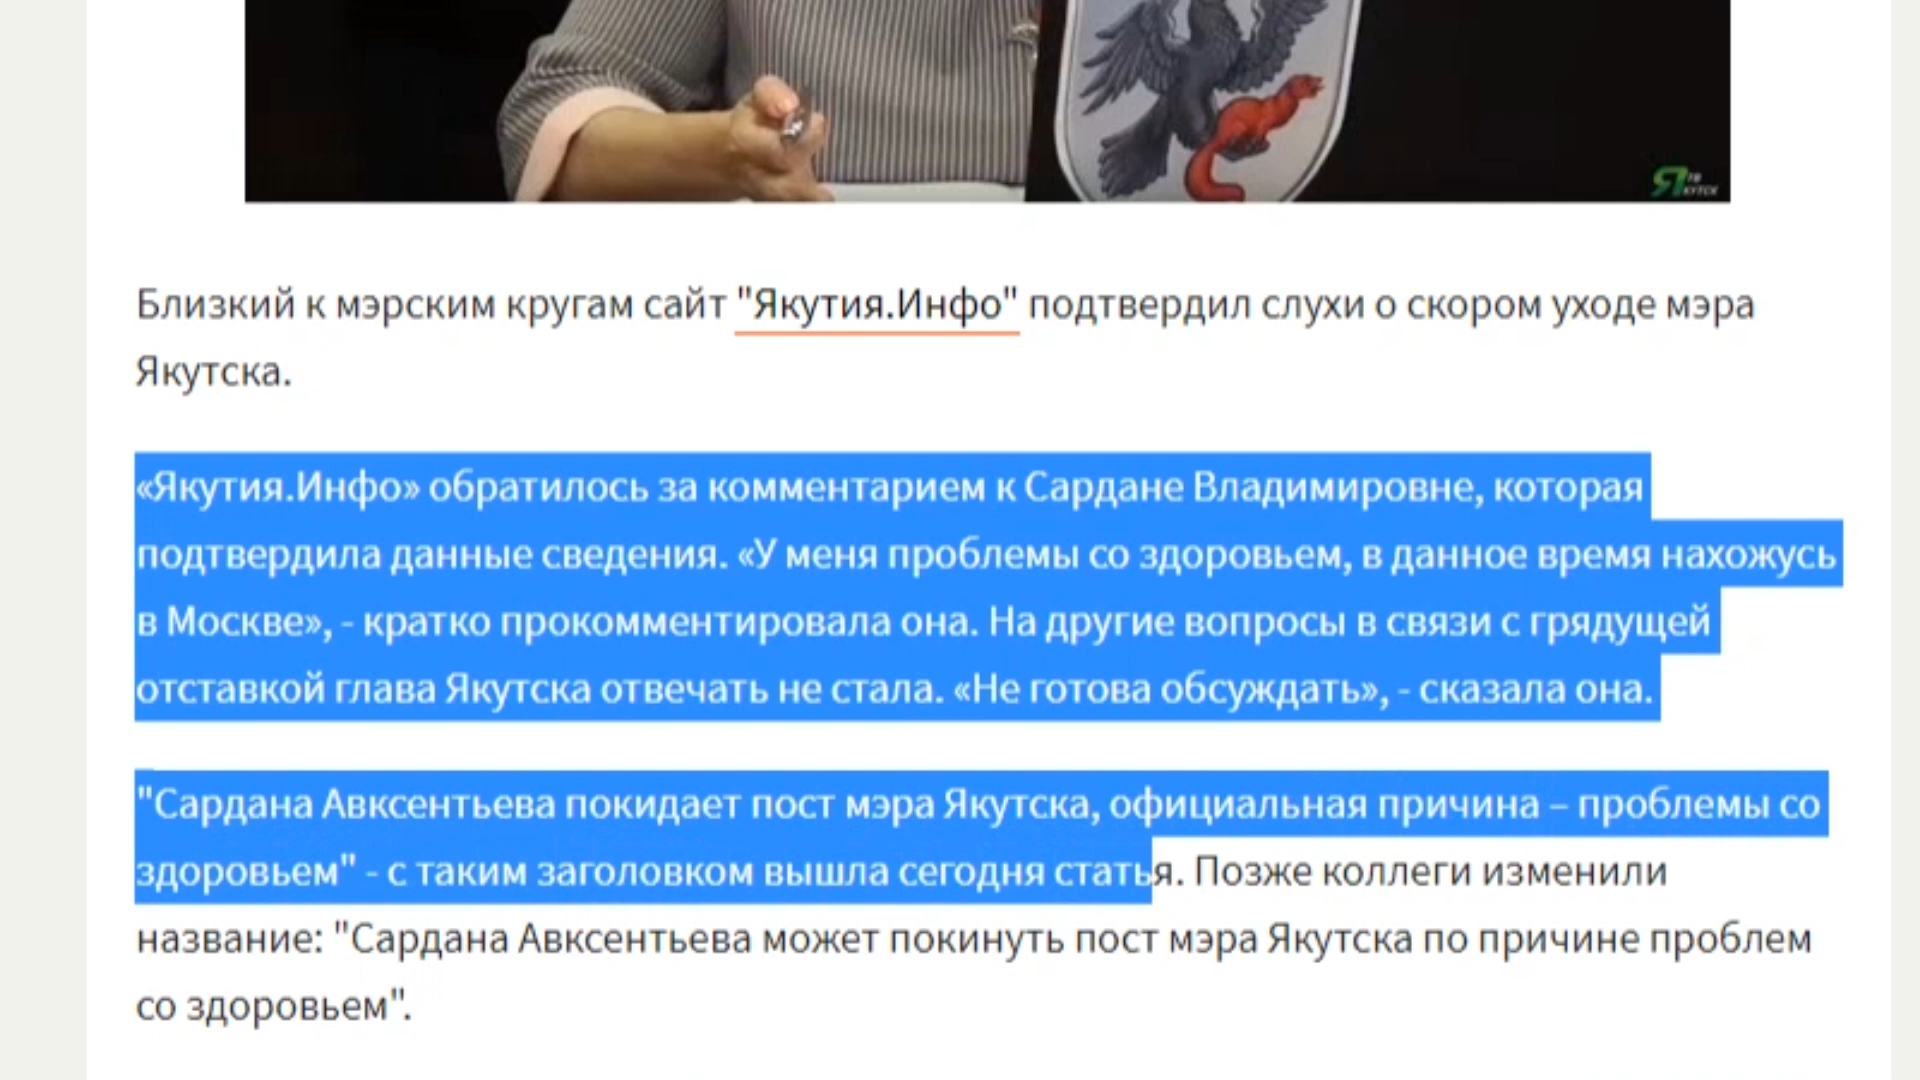 Я ТВ
ЯКУТСК
Близкий к мэрским кругам сайт "Якутия.Инфо" подтвердил слухи о скором уходе мэра
Якутска.
«Якутия.Инфо» обратилось за комментарием к Сардане Владимировне, которая
подтвердила данные сведения. «У меня проблемы со здоровьем, в данное время нахожусь
в Москве», - кратко прокомментировала она. На другие вопросы в связи с грядущей
отставкой глава Якутска отвечать не стала. «Не готова обсуждать», - сказала она.
"Сардана Авксентьева покидает пост мэра Якутска, официальная причина – проблемы со
здоровьем" - с таким заголовком вышла сегодня статья. Позже коллеги изменили
название: "Сардана Авксентьева может покинуть пост мэра Якутска по причине проблем
со здоровьем".